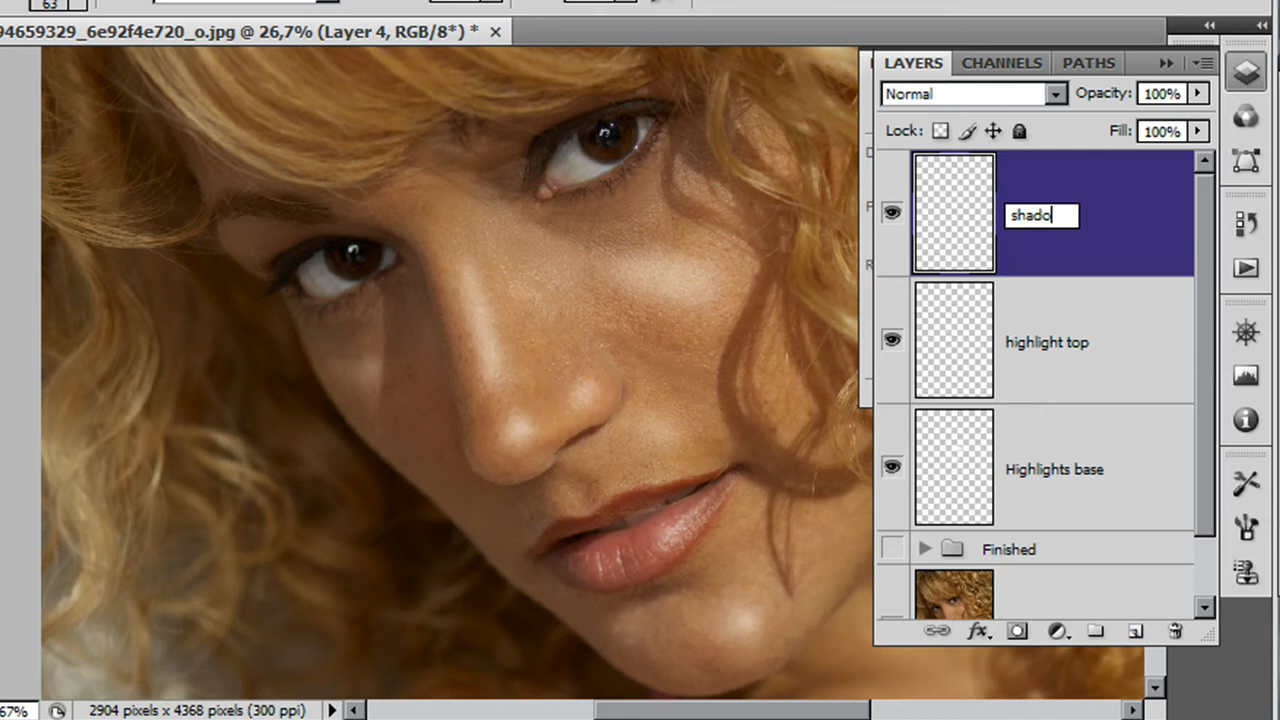 63
94659329_6e92f4e720_o.jpg @ 26,7% (Layer 4, RGB/8*) *
LAYERS CHANNELS PATHS
Normal Opacity: 100%
Lock: Fill: 100%
shado
highlight top
Highlights base
Finished
67% 2904 pixels x 4368 pixels (300 ppi)